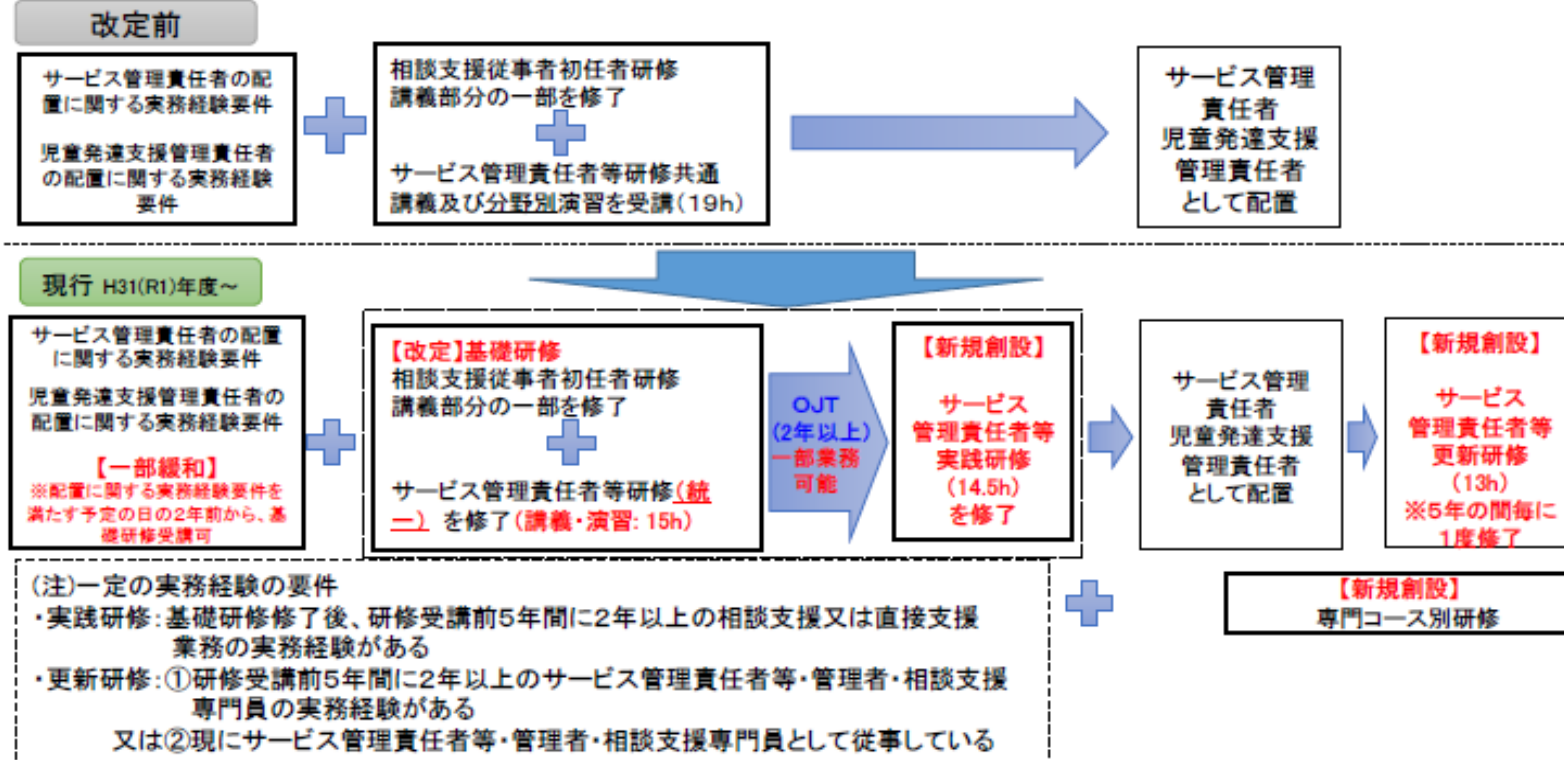 改定前
サービス管理責任者の配
置に関する実務経験要件
児童発達支援管理責任者
の配置に関する実務経験
要件
相談支援従事者初任者研修
講義部分の一部を修了
サービス管理責任者等研修共通
講義及び分野別演習を受講(19h)
サービス管理
責任者
児童発達支援
管理責任者
として配置
現行 H31(R1)年度～
サービス管理責任者の配置
に関する実務経験要件
児童発達支援管理責任者の
配置に関する実務経験要件
【一部緩和】
※配置に関する実務経験要件を
満たす予定の日の2年前から、基
礎研修受講可
【改定】基礎研修
相談支援従事者初任者研修
講義部分の一部を修了
サービス管理責任者等研修(統
一) を修了(講義・演習: 15h)
OJT
(2年以上)
一部業務
可能
【新規創設】
サービス
管理責任者等
実践研修
(14.5h)
を修了
サービス管理
責任者
児童発達支援
管理責任者
として配置
【新規創設】
サービス
管理責任者等
更新研修
(13h)
※5年の間毎に
1度修了
(注)一定の実務経験の要件
・実践研修:基礎研修修了後、研修受講前5年間に2年以上の相談支援又は直接支援
業務の実務経験がある
・更新研修:①研修受講前5年間に2年以上のサービス管理責任者等・管理者・相談支援
専門員の実務経験がある
又は②現にサービス管理責任者等・管理者・相談支援専門員として従事している
【新規創設】
専門コース別研修